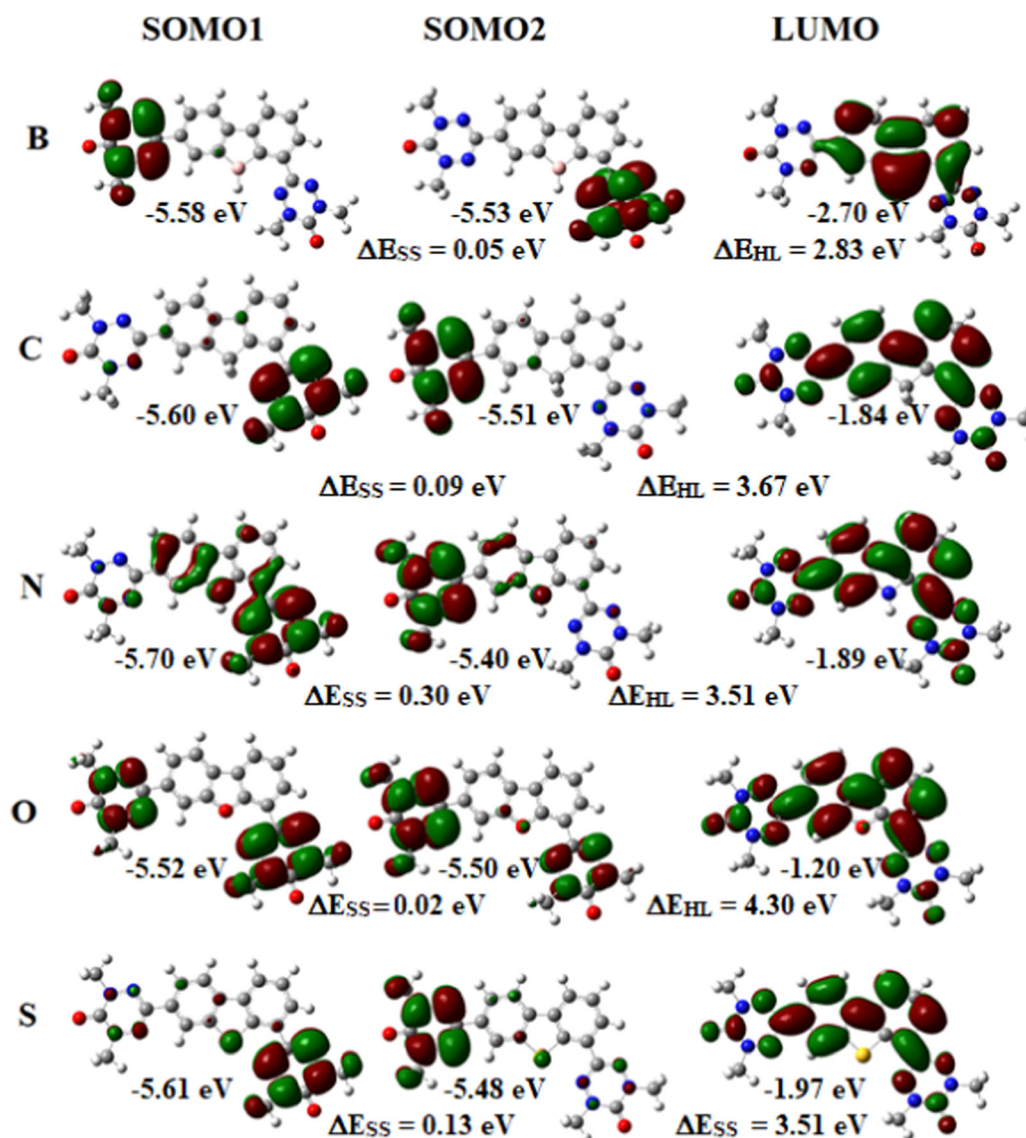 SOMO1 SOMO2 LUMO
B
-5.58 eV -5.53 eV -2.70 eV
ΔESS = 0.05 eV ΔEHL = 2.83 eV
C
-5.60 eV -5.51 eV -1.84 eV
ΔESS = 0.09 eV ΔEHL = 3.67 eV
N
-5.70 eV -5.40 eV -1.89 eV
ΔESS = 0.30 eV ΔEHL = 3.51 eV
O
-5.52 eV -5.50 eV -1.20 eV
ΔESS = 0.02 eV ΔEHL = 4.30 eV
S
-5.61 eV -5.48 eV -1.97 eV
ΔESS = 0.13 eV ΔESS = 3.51 eV